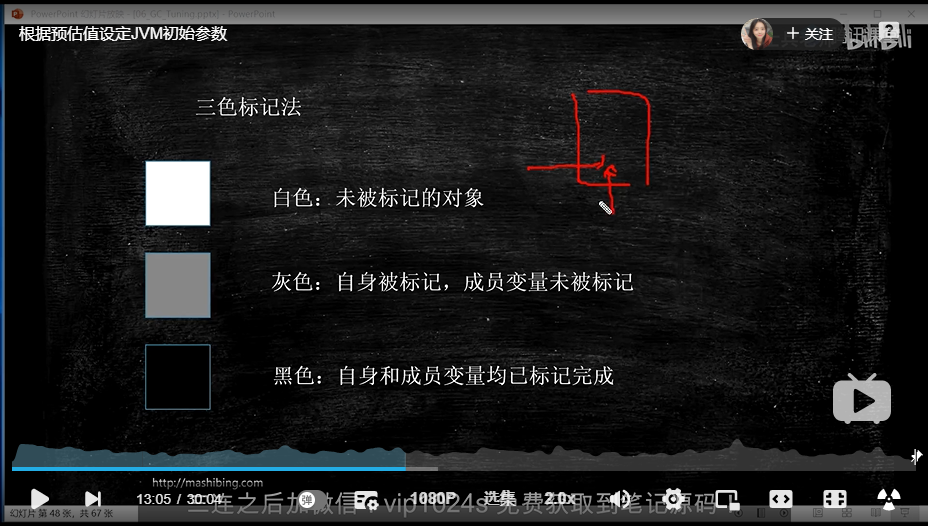 PowerPoint 幻灯片放映 - [06_GC_Tuning.pptx] - PowerPoint
根据预估值设定JVM初始参数
+ 关注
bilibili
三色标记法
白色：未被标记的对象
灰色：自身被标记，成员变量未被标记
黑色：自身和成员变量均已标记完成
http://mashibing.com
13:05 / 30:04
弹
1080P
选集
2.0x
三连之后加微信：vip1024s 免费获取到笔记源码
幻灯片 第 48 张，共 67 张